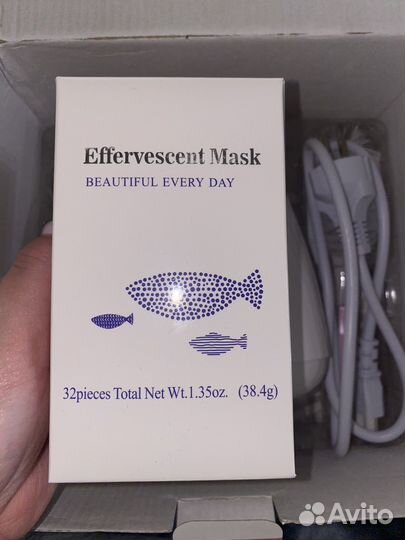 Effervescent Mask
BEAUTIFUL EVERY DAY
32pieces Total Net Wt.1.35oz. (38.4g)
Avito